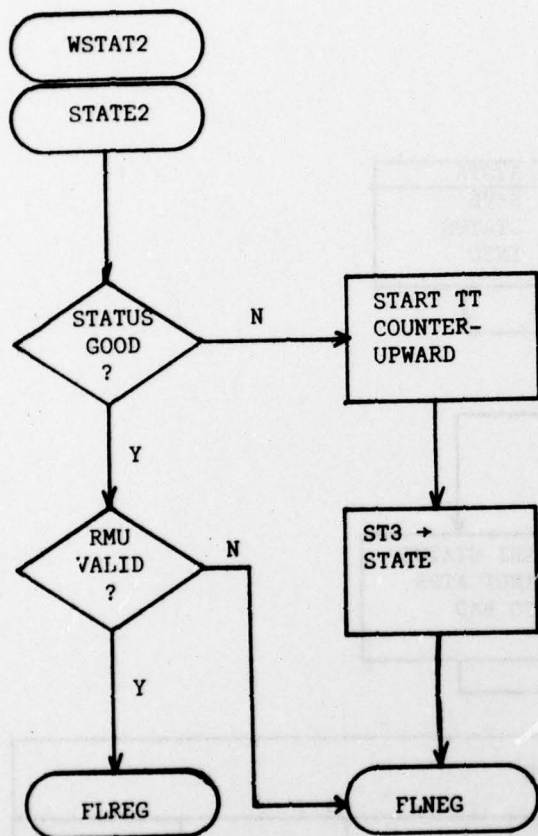 WSTAT2
STATE2
STATUS
GOOD
?
N
START TT
COUNTER-
UPWARD
Y
RMU
VALID
?
N
ST3 →
STATE
Y
FLREG
FLNEG